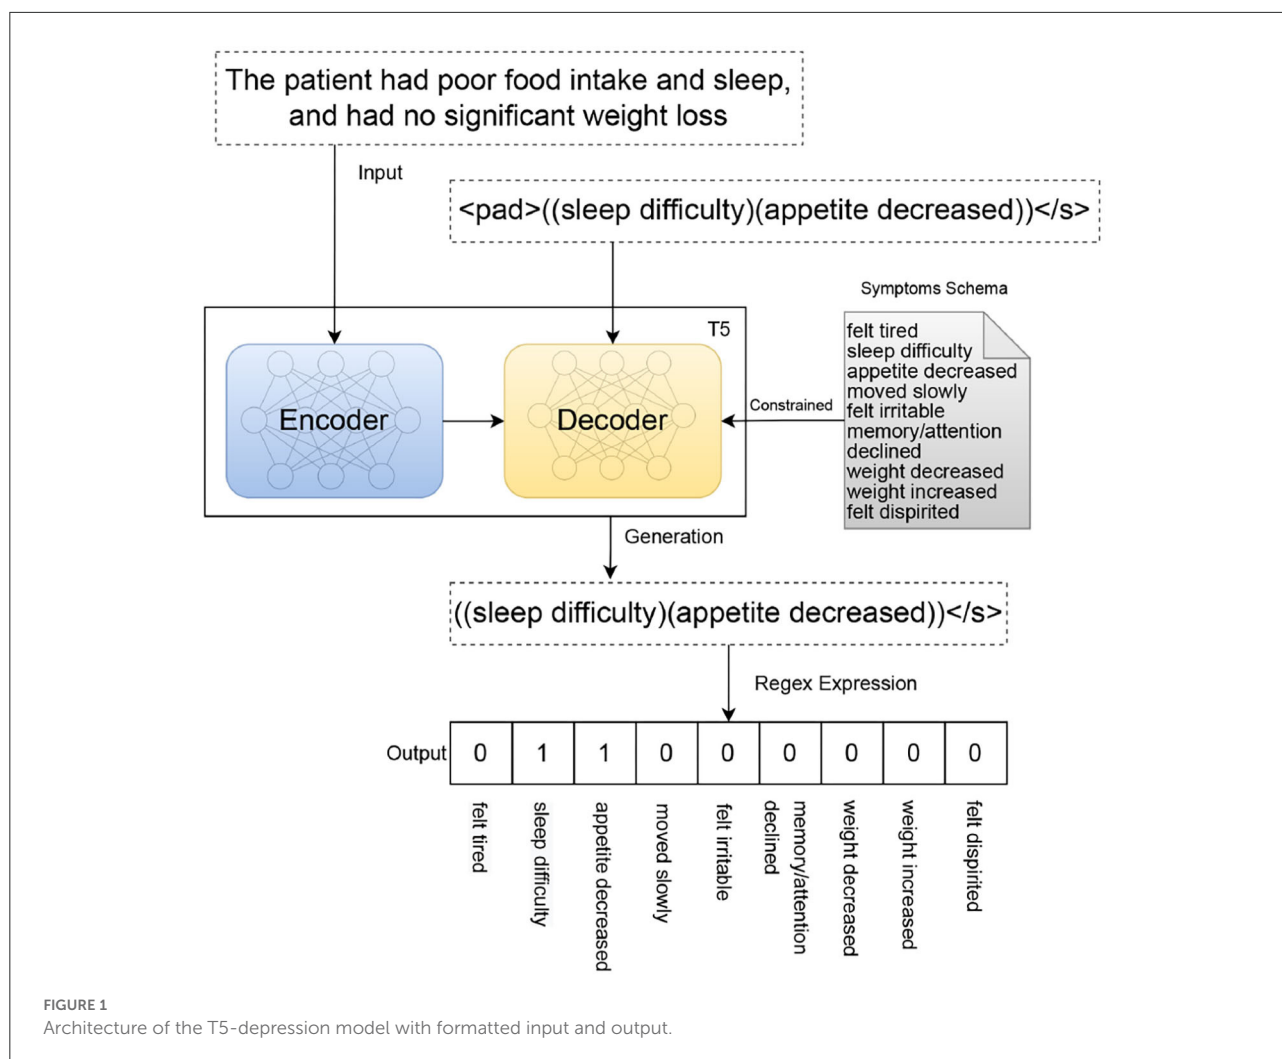 The patient had poor food intake and sleep,
and had no significant weight loss
Input
<pad>((sleep difficulty)(appetite decreased))</s>
Symptoms Schema
T5
felt tired
sleep difficulty
appetite decreased
moved slowly
felt irritable
memory/attention
declined
weight decreased
weight increased
felt dispirited
Encoder
Decoder
Constrained
Generation
((sleep difficulty)(appetite decreased))</s>
Regex Expression
Output 0 1 1 0 0 0 0 0 0
felt tired
sleep difficulty
appetite decreased
moved slowly
felt irritable
memory/attention
declined
weight decreased
weight increased
felt dispirited
FIGURE 1
Architecture of the T5-depression model with formatted input and output.